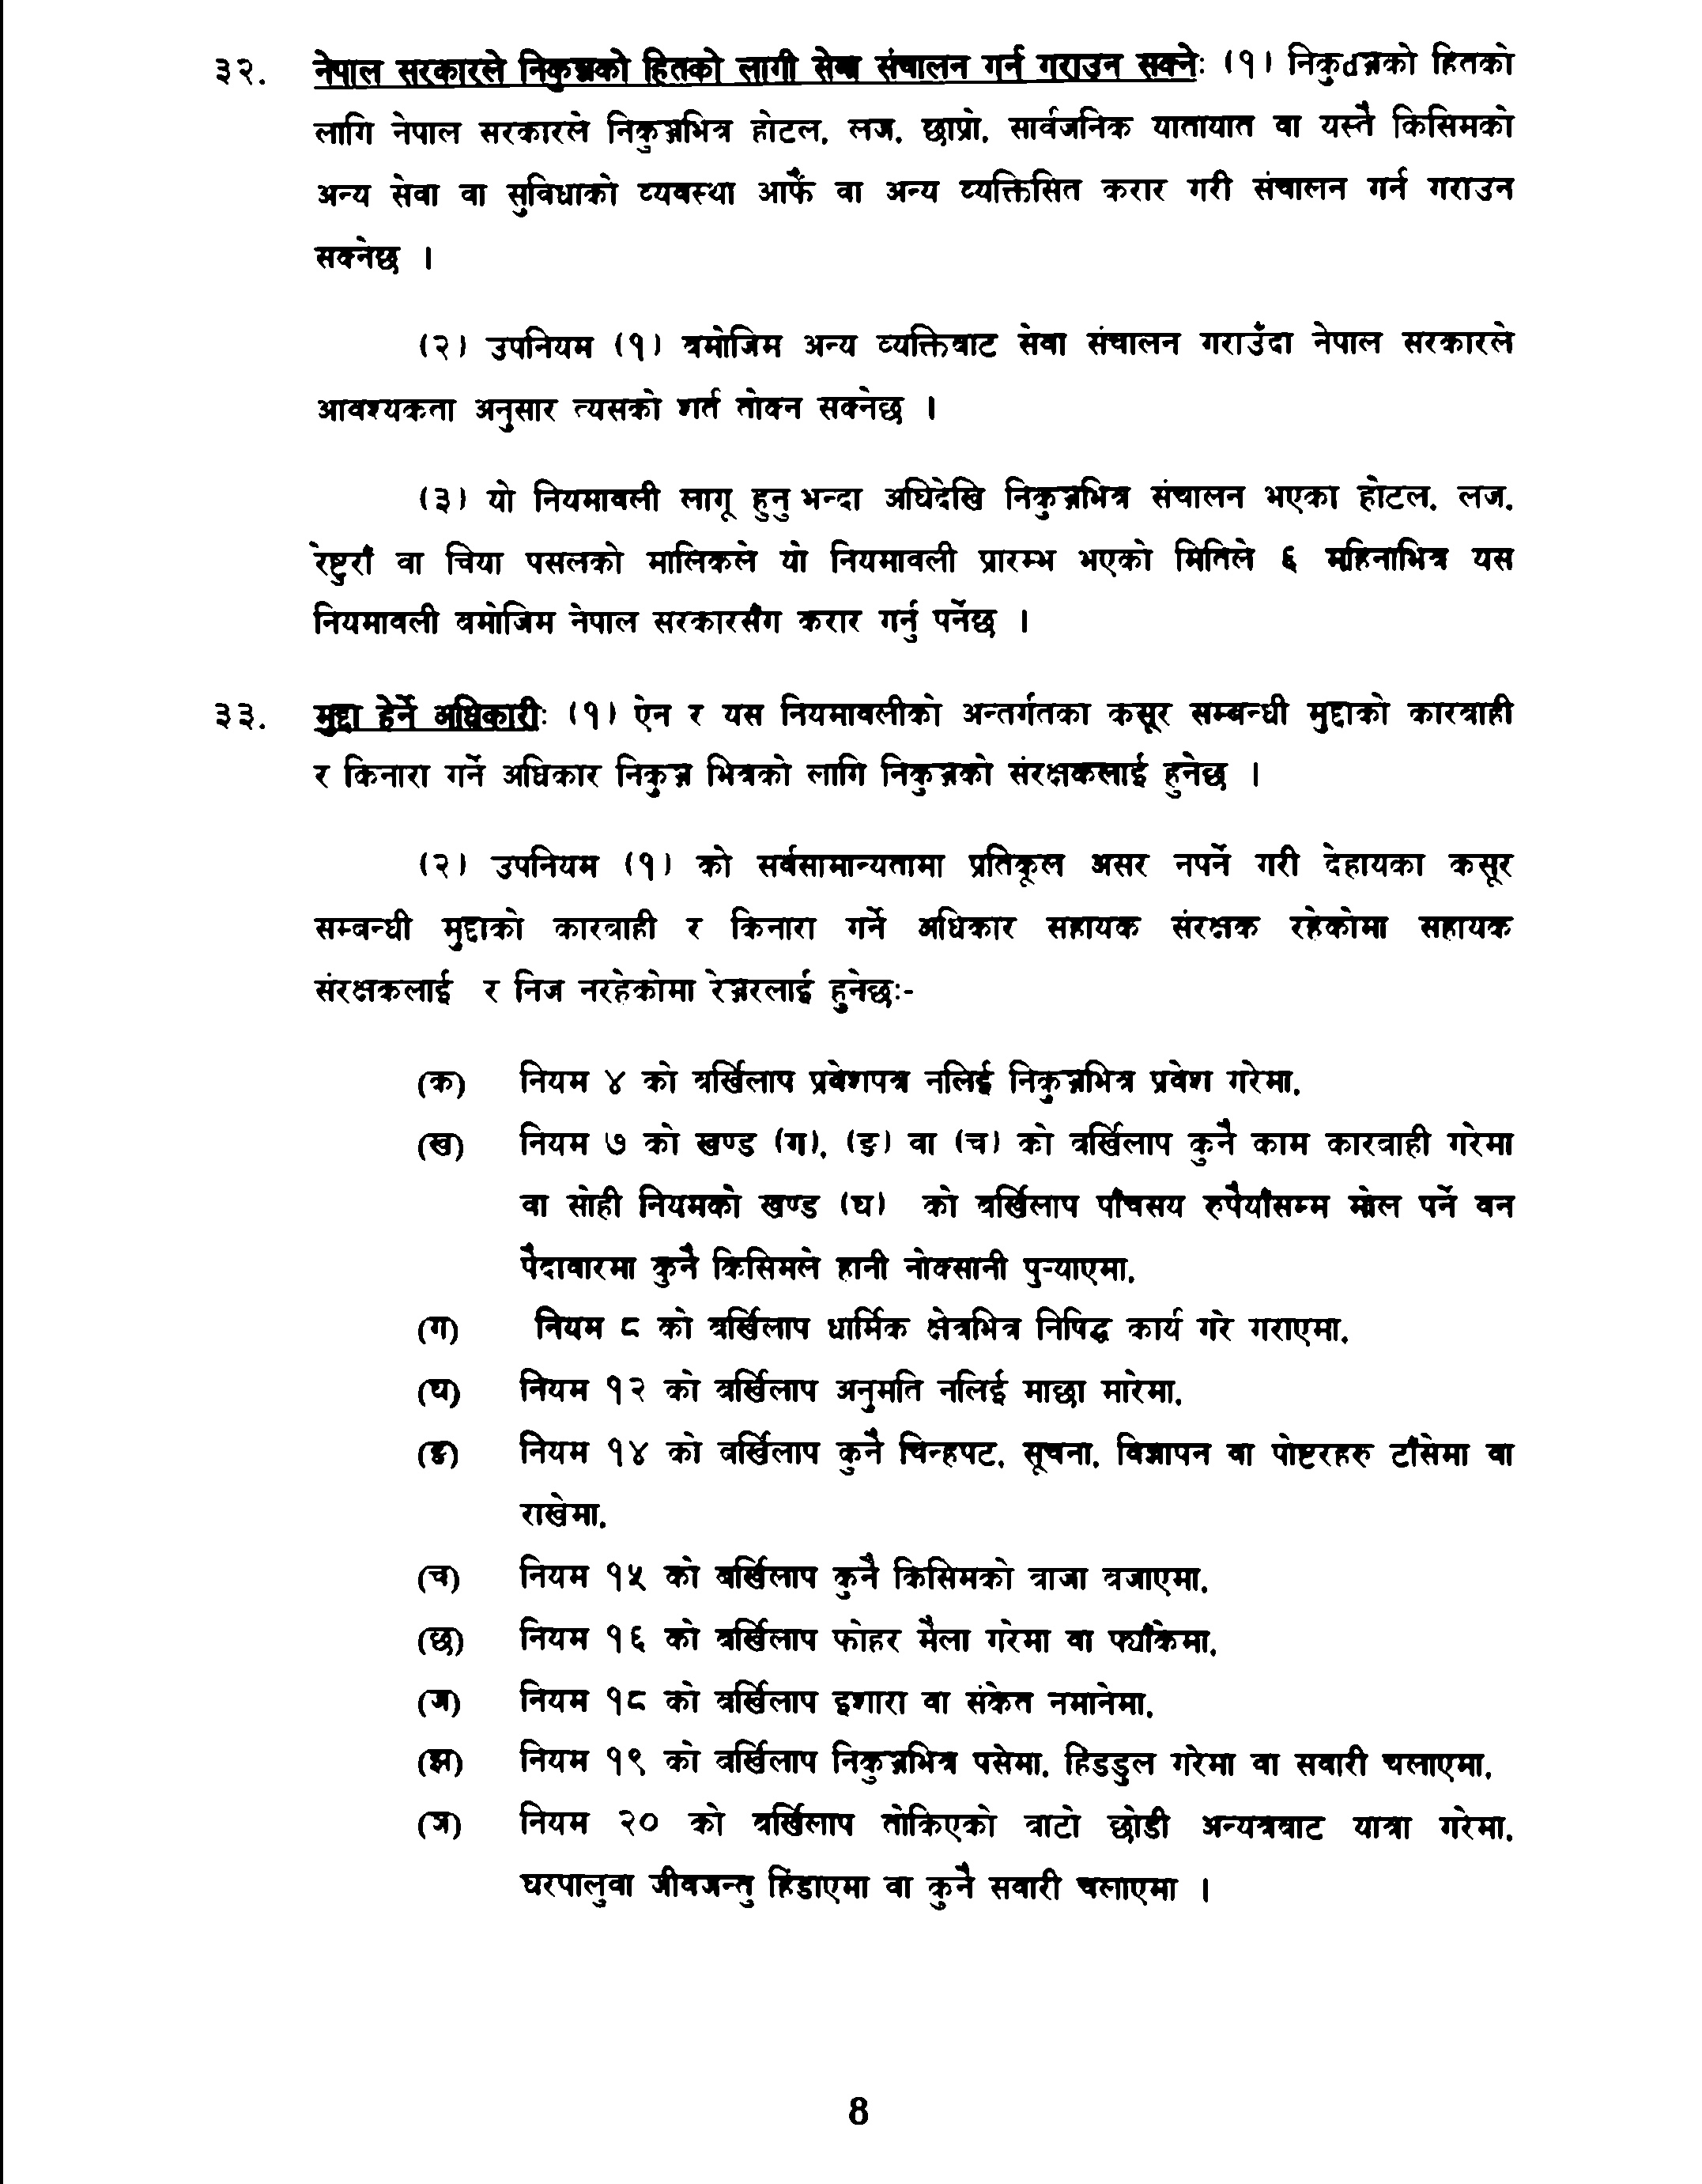 ३२. नेपाल सरकारले निकुञ्जको हितको लागी सेवा संचालन गर्न गराउन सक्नेः (१) निकुdञ्जको हितको
लागि नेपाल सरकारले निकुञ्जभित्र होटल, लज, छाप्रो, सार्वजनिक यातायात वा यस्तै किसिमको
अन्य सेवा वा सुविधाको व्यवस्था आफैं वा अन्य व्यक्तिसित करार गरी संचालन गर्न गराउन
सक्नेछ ।
(२) उपनियम (१) बमोजिम अन्य व्यक्तिबाट सेवा संचालन गराउँदा नेपाल सरकारले
आवश्यकता अनुसार त्यसको शर्त तोक्न सक्नेछ ।
(३) यो नियमावली लागू हुनु भन्दा अघिदेखि निकुञ्जभित्र संचालन भएका होटल, लज,
रेष्टुराँ वा चिया पसलको मालिकले यो नियमावली प्रारम्भ भएको मितिले ६ महिनाभित्र यस
नियमावली बमोजिम नेपाल सरकारसँग करार गर्नु पर्नेछ ।
३३. मुद्दा हेर्ने अधिकारीः (१) ऐन र यस नियमावलीको अन्तर्गतका कसूर सम्बन्धी मुद्दाको कारबाही
र किनारा गर्ने अधिकार निकुञ्ज भित्रको लागि निकुञ्जको संरक्षकलाई हुनेछ ।
(२) उपनियम (१) को सर्वसामान्यतामा प्रतिकूल असर नपर्ने गरी देहायका कसूर
सम्बन्धी मुद्दाको कारबाही र किनारा गर्ने अधिकार सहायक संरक्षक रहेकोमा सहायक
संरक्षकलाई र निज नरहेकोमा रेञ्जरलाई हुनेछः-
(क) नियम ४ को बर्खिलाप प्रवेशपत्र नलिई निकुञ्जभित्र प्रवेश गरेमा,
(ख) नियम ७ को खण्ड (ग), (ङ) वा (च) को बर्खिलाप कुनै काम कारबाही गरेमा
वा सोही नियमको खण्ड (घ) को बर्खिलाप पाँचसय रुपैयाँसम्म मोल पर्ने वन
पैदावारमा कुनै किसिमले हानी नोक्सानी पुर्‍याएमा,
(ग) नियम ८ को बर्खिलाप धार्मिक क्षेत्रभित्र निषिद्ध कार्य गरे गराएमा,
(घ) नियम १२ को बर्खिलाप अनुमति नलिई माछा मारेमा,
(ङ) नियम १४ को बर्खिलाप कुनै चिन्हपट, सूचना, विज्ञापन वा पोष्टरहरु टाँसेमा वा
राखेमा,
(च) नियम १५ को बर्खिलाप कुनै किसिमको बाजा बजाएमा,
(छ) नियम १६ को बर्खिलाप फोहर मैला गरेमा वा फ्याँकेमा,
(ज) नियम १८ को बर्खिलाप इशारा वा संकेत नमानेमा,
(झ) नियम १९ को बर्खिलाप निकुञ्जभित्र पसेमा, हिडडुल गरेमा वा सवारी चलाएमा,
(ञ) नियम २० को बर्खिलाप तोकिएको बाटो छोडी अन्यत्रबाट यात्रा गरेमा,
घरपालुवा जीवजन्तु हिंडाएमा वा कुनै सवारी चलाएमा ।
8